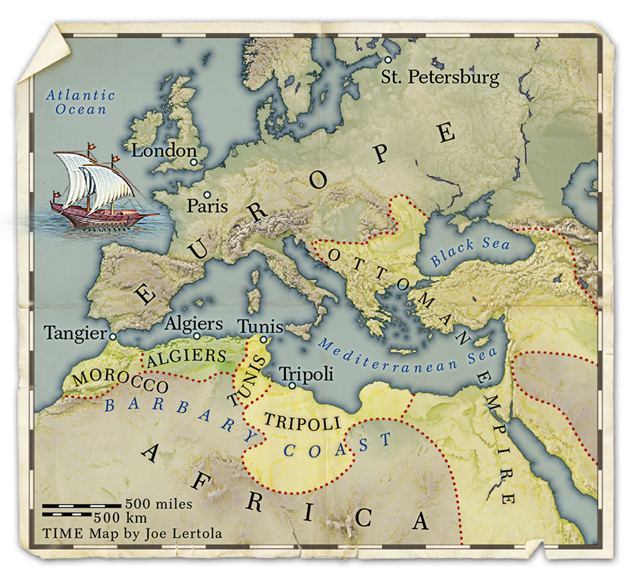 Atlantic
Ocean
St. Petersburg
London
Paris
EUROPE
Black Sea
OTTOMAN EMPIRE
Tangier
Algiers
Tunis
Mediterranean Sea
MOROCCO
ALGIERS
TUNIS
Tripoli
TRIPOLI
BARBARY COAST
AFRICA
500 miles
500 km
TIME Map by Joe Lertola